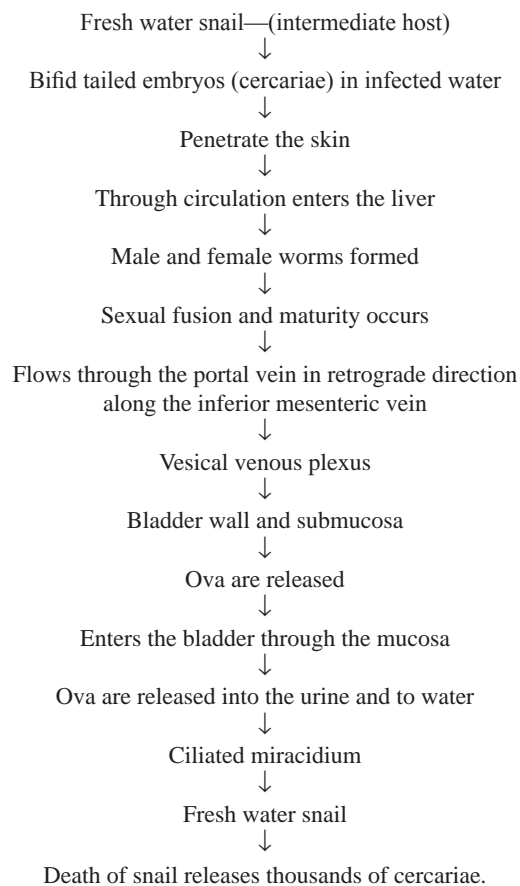 Fresh water snail—(intermediate host)
↓
Bifid tailed embryos (cercariae) in infected water
↓
Penetrate the skin
↓
Through circulation enters the liver
↓
Male and female worms formed
↓
Sexual fusion and maturity occurs
↓
Flows through the portal vein in retrograde direction
along the inferior mesenteric vein
↓
Vesical venous plexus
↓
Bladder wall and submucosa
↓
Ova are released
↓
Enters the bladder through the mucosa
↓
Ova are released into the urine and to water
↓
Ciliated miracidium
↓
Fresh water snail
↓
Death of snail releases thousands of cercariae.